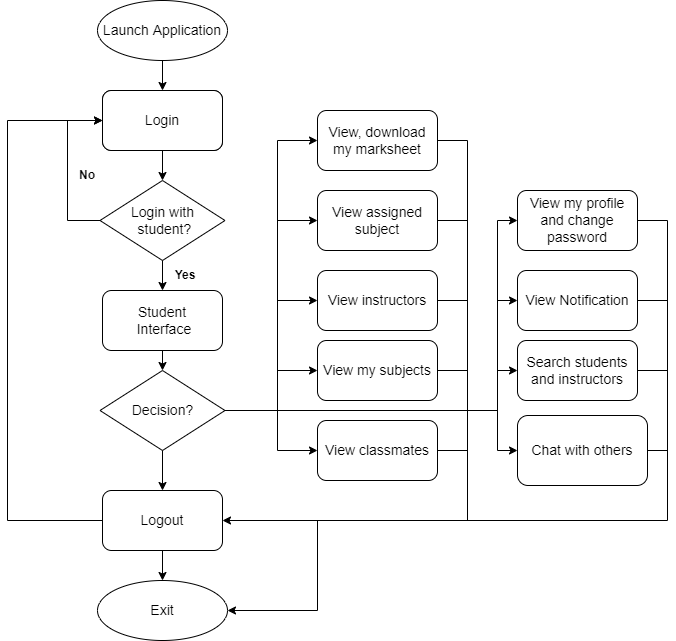 Launch Application
Login
No
Login with
student?
Yes
Student
Interface
Decision?
Logout
Exit
View, download
my marksheet
View assigned
subject
View instructors
View my subjects
View classmates
View my profile
and change
password
View Notification
Search students
and instructors
Chat with others